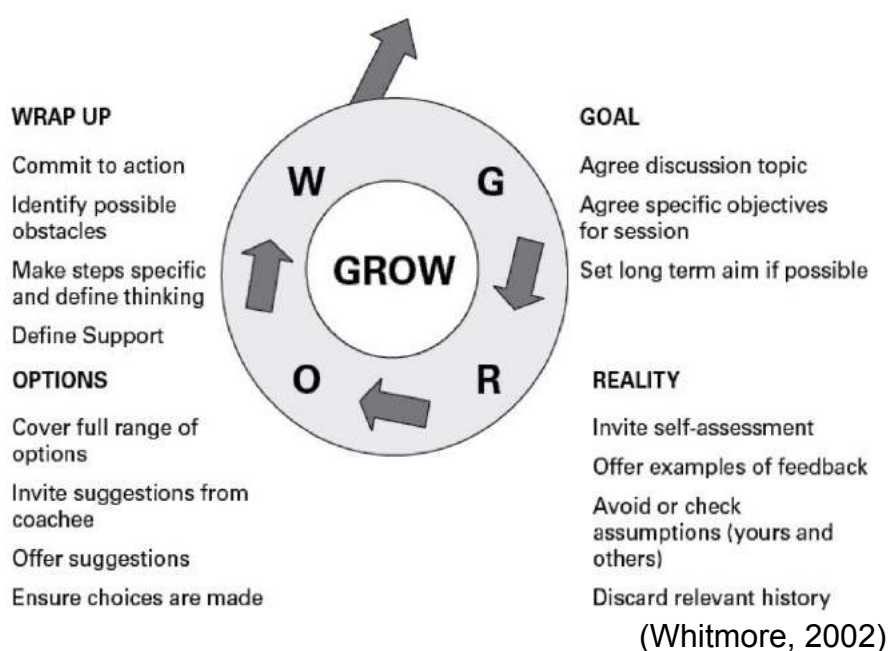 WRAP UP
Commit to action
Identify possible
obstacles
Make steps specific
and define thinking
Define Support
OPTIONS
Cover full range of
options
Invite suggestions from
coachee
Offer suggestions
Ensure choices are made
W
G
GROW
O
R
GOAL
Agree discussion topic
Agree specific objectives
for session
Set long term aim if possible
REALITY
Invite self-assessment
Offer examples of feedback
Avoid or check
assumptions (yours and
others)
Discard relevant history
(Whitmore, 2002)